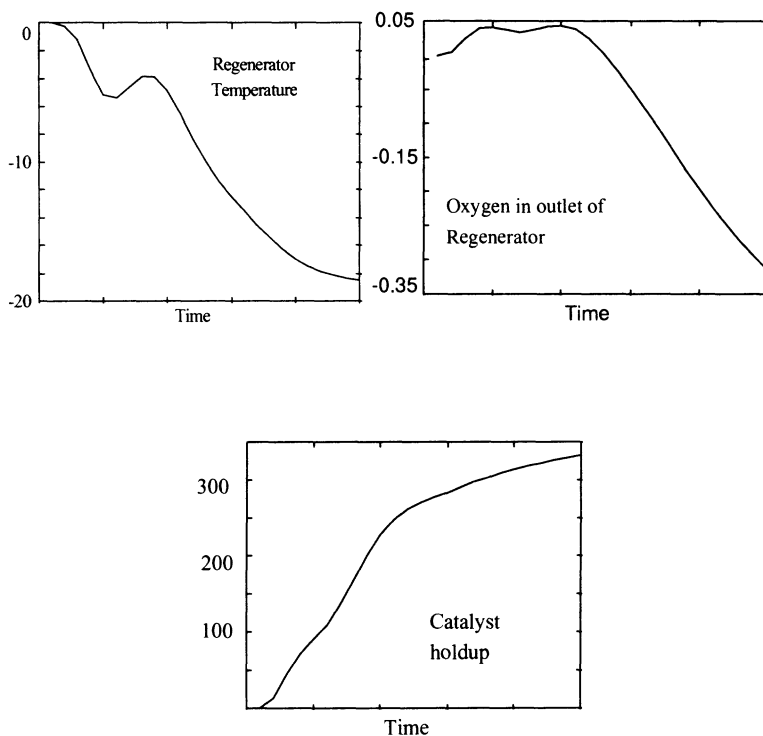 0
Regenerator
Temperature
-10
-20
Time
0.05
-0.15
Oxygen in outlet of
Regenerator
-0.35
Time
300
200
Catalyst
holdup
100
Time